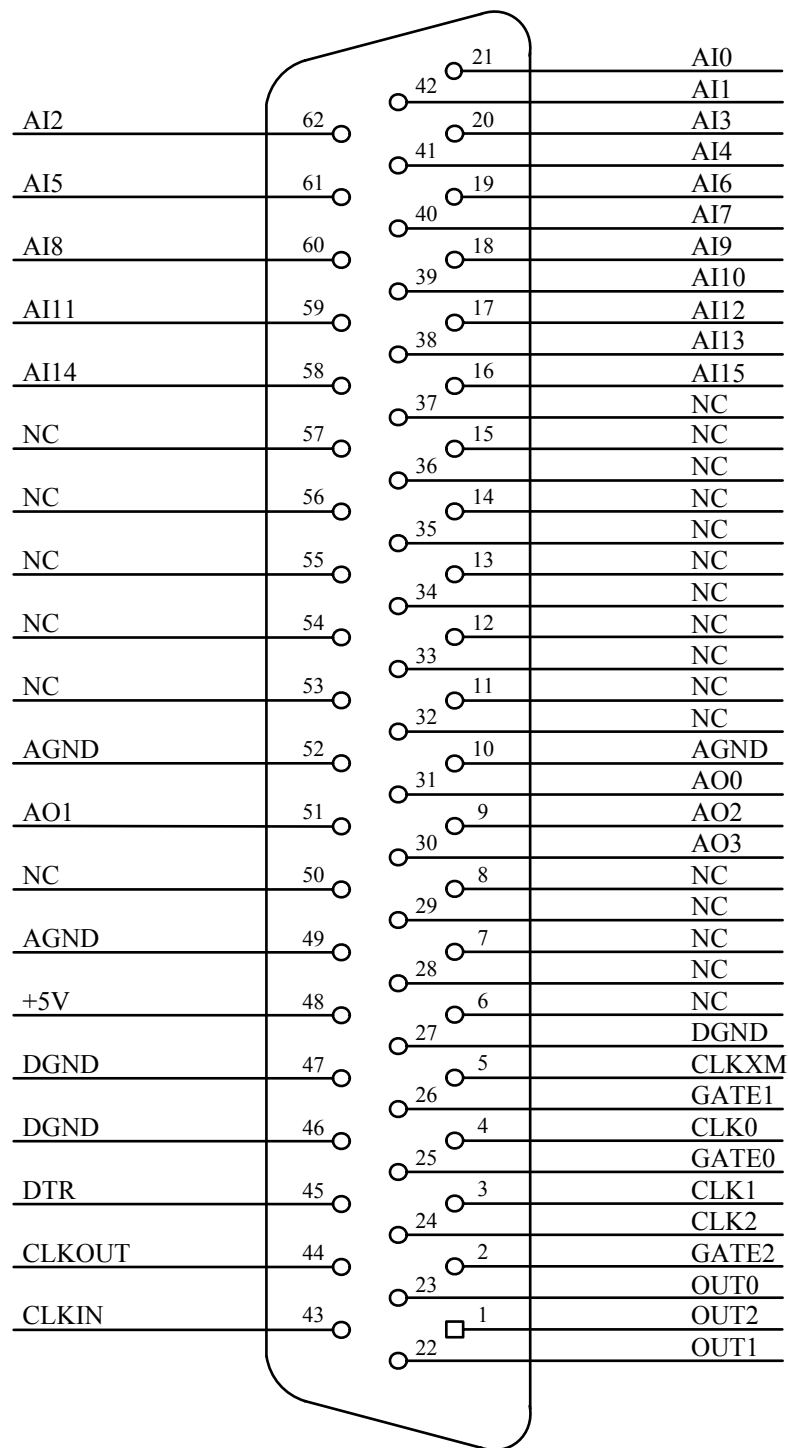 21 AI0
42 AI1
AI2 62 20 AI3
41 AI4
AI5 61 19 AI6
40 AI7
AI8 60 18 AI9
39 AI10
AI11 59 17 AI12
38 AI13
AI14 58 16 AI15
37 NC
NC 57 15 NC
36 NC
NC 56 14 NC
35 NC
NC 55 13 NC
34 NC
NC 54 12 NC
33 NC
NC 53 11 NC
32 NC
AGND 52 10 AGND
31 AO0
AO1 51 9 AO2
30 AO3
NC 50 8 NC
29 NC
AGND 49 7 NC
28 NC
+5V 48 6 NC
27 DGND
DGND 47 5 CLKXM
26 GATE1
DGND 46 4 CLK0
25 GATE0
DTR 45 3 CLK1
24 CLK2
CLKOUT 44 2 GATE2
23 OUT0
CLKIN 43 1 OUT2
22 OUT1